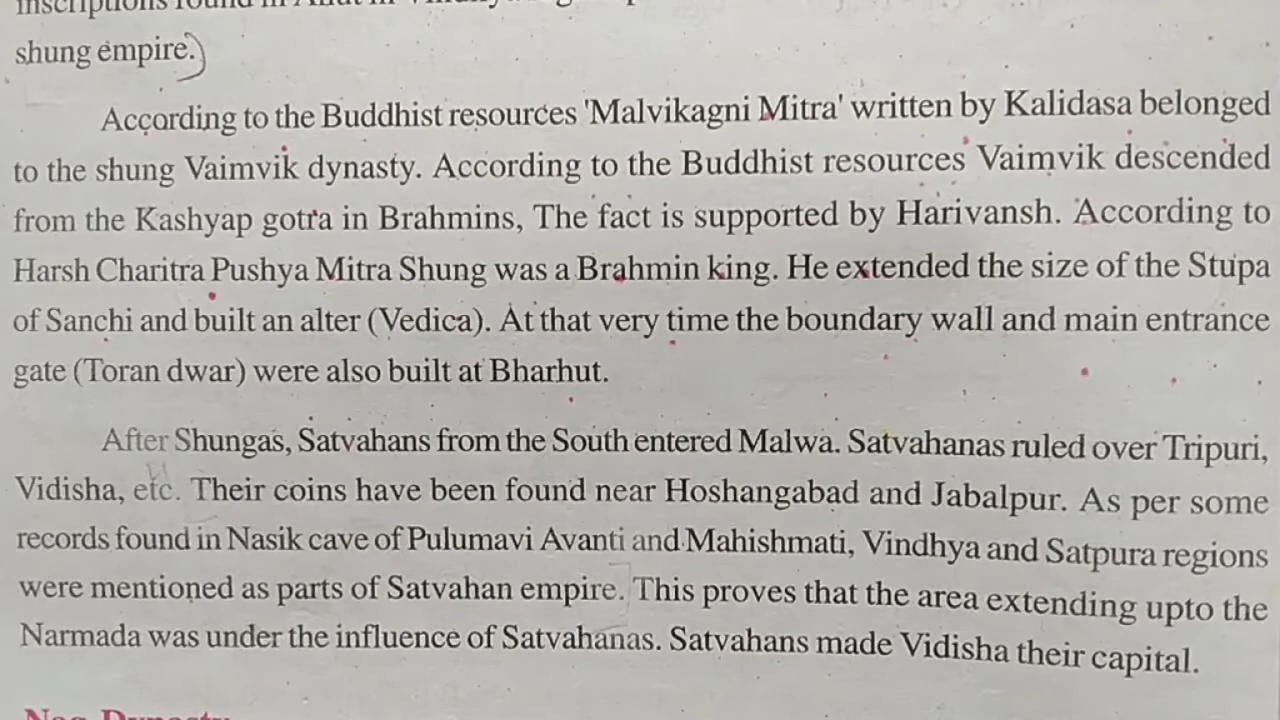 shung empire.)
According to the Buddhist resources 'Malvikagni Mitra' written by Kalidasa belonged
to the shung Vaimvik dynasty. According to the Buddhist resources Vaimvik descended
from the Kashyap gotra in Brahmins, The fact is supported by Harivansh. According to
Harsh Charitra Pushya Mitra Shung was a Brahmin king. He extended the size of the Stupa
of Sanchi and built an alter (Vedica). At that very time the boundary wall and main entrance
gate (Toran dwar) were also built at Bharhut.
After Shungas, Satvahans from the South entered Malwa. Satvahanas ruled over Tripuri,
Vidisha, etc. Their coins have been found near Hoshangabad and Jabalpur. As per some
records found in Nasik cave of Pulumavi Avanti and Mahishmati, Vindhya and Satpura regions
were mentioned as parts of Satvahan empire. This proves that the area extending upto the
Narmada was under the influence of Satvahanas. Satvahans made Vidisha their capital.